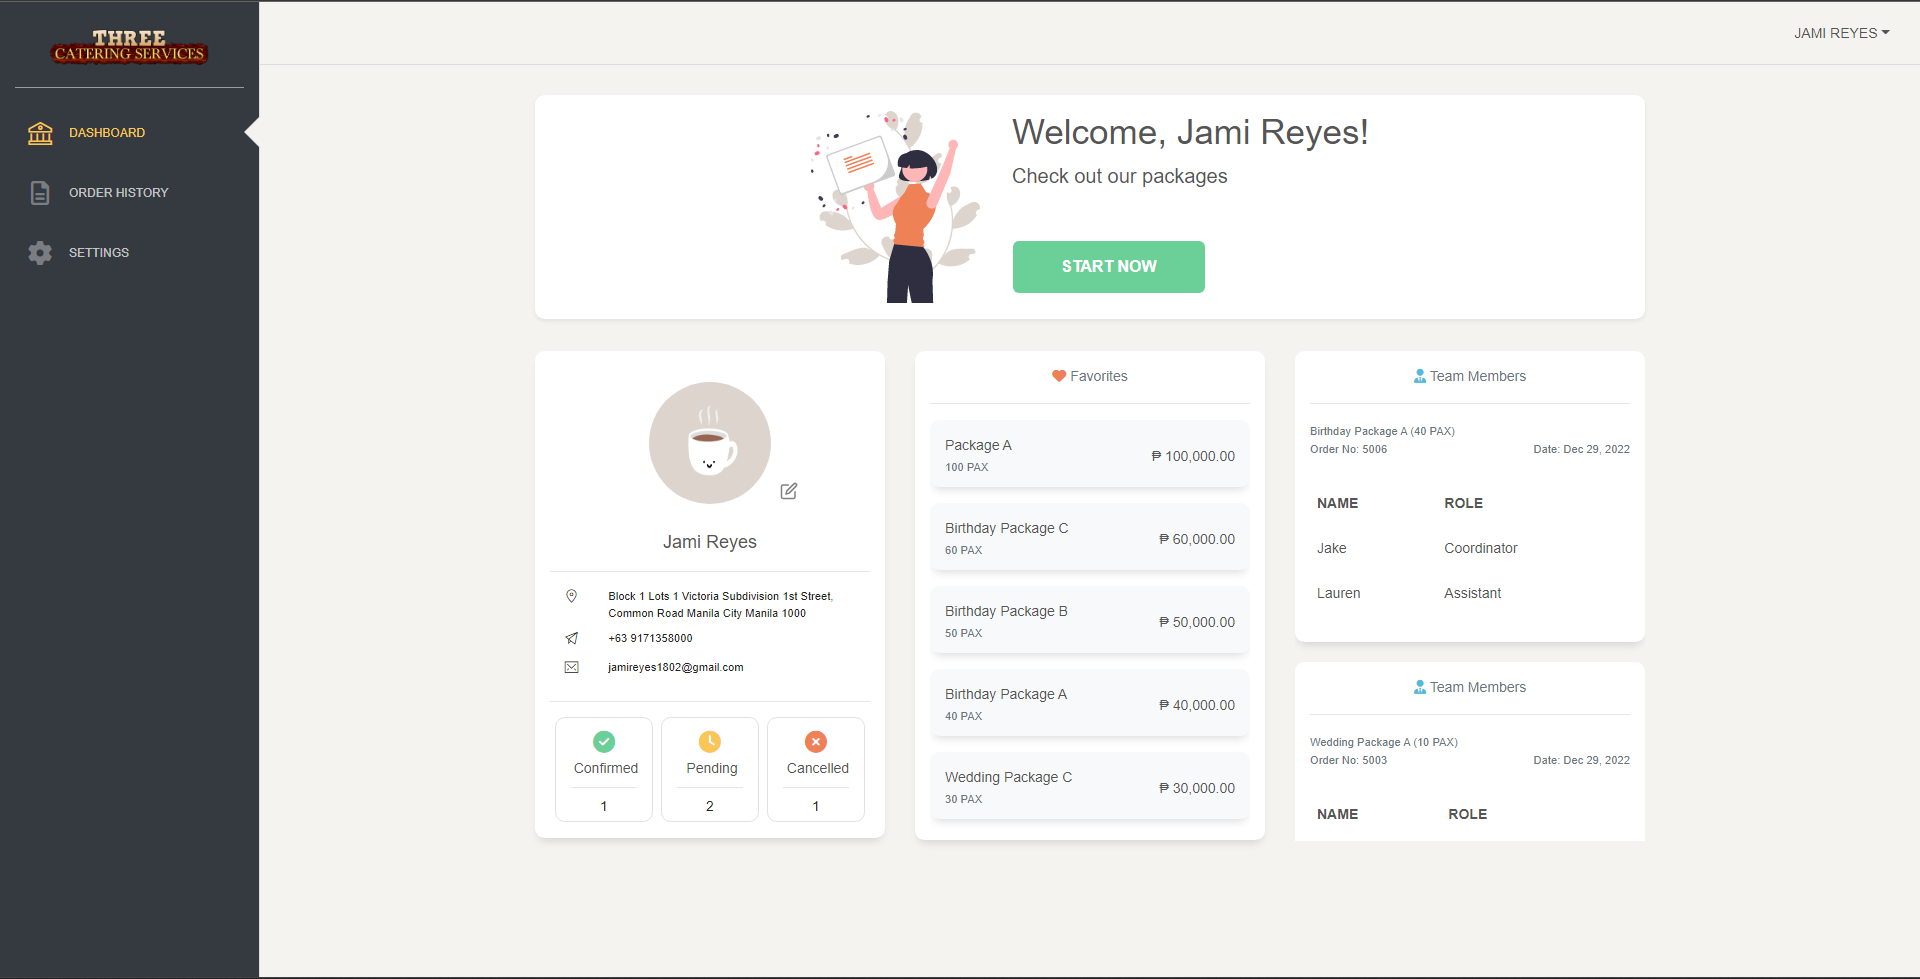 THREE
CATERING SERVICES
DASHBOARD
ORDER HISTORY
SETTINGS
JAMI REYES
Welcome, Jami Reyes!
Check out our packages
START NOW
Jami Reyes
Block 1 Lots 1 Victoria Subdivision 1st Street,
Common Road Manila City Manila 1000
+63 9171358000
jamireyes1802@gmail.com
Confirmed
1
Pending
2
Cancelled
1
Favorites
Package A
100 PAX
₱ 100,000.00
Birthday Package C
60 PAX
₱ 60,000.00
Birthday Package B
50 PAX
₱ 50,000.00
Birthday Package A
40 PAX
₱ 40,000.00
Wedding Package C
30 PAX
₱ 30,000.00
Team Members
Birthday Package A (40 PAX)
Order No: 5006 Date: Dec 29, 2022
NAME ROLE
Jake Coordinator
Lauren Assistant
Team Members
Wedding Package A (10 PAX)
Order No: 5003 Date: Dec 29, 2022
NAME ROLE